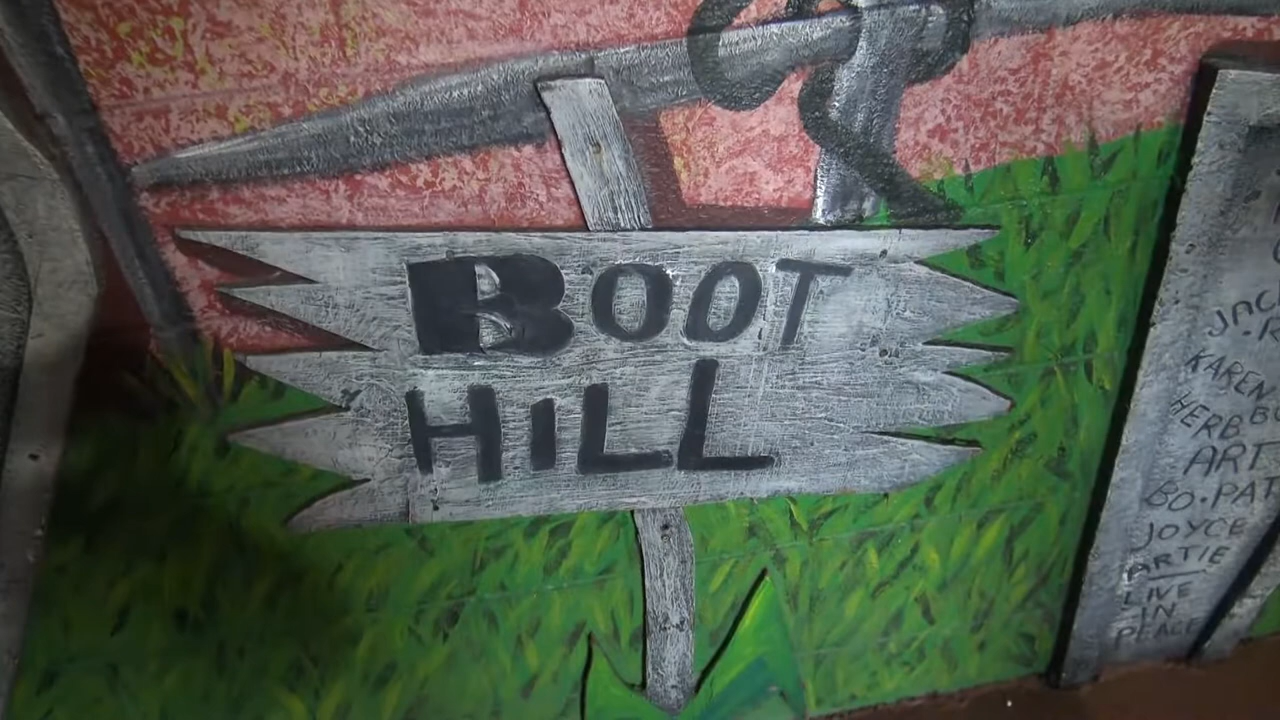 BOOT
HILL
KAREN
HERB
ART
BO·PAT
JOYCE
ARTIE
LIVE
IN
PEACE